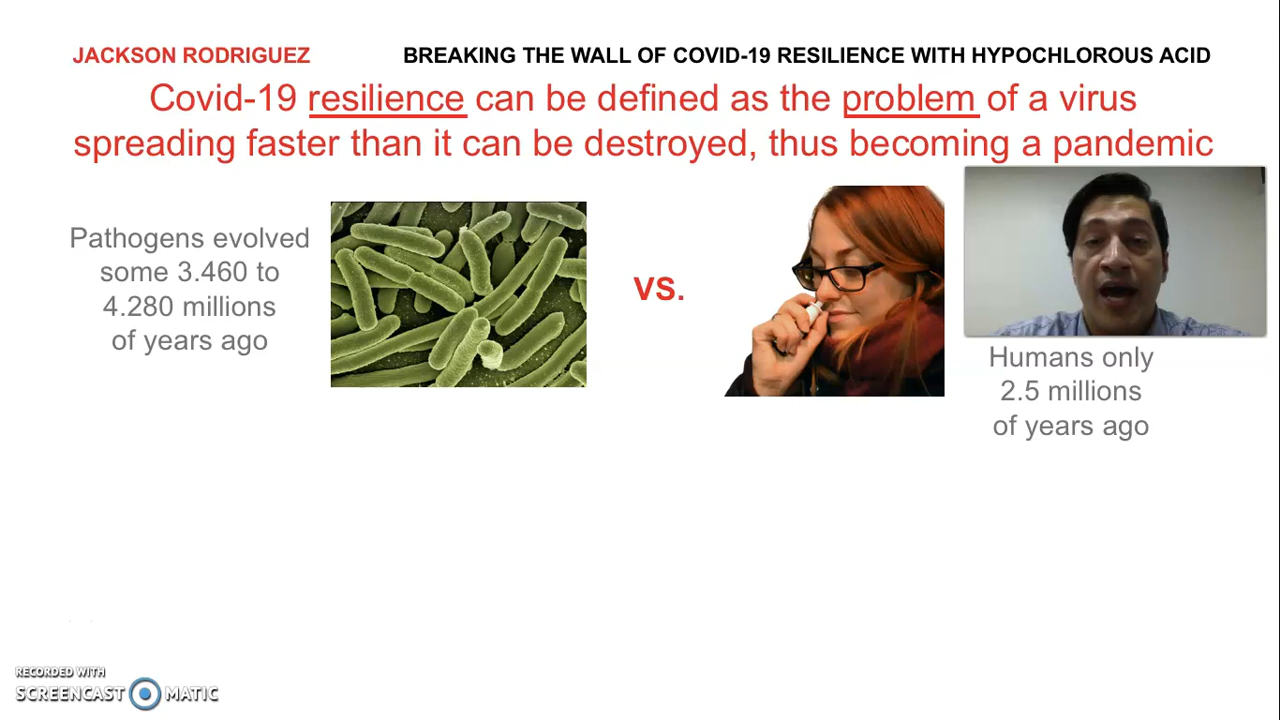 JACKSON RODRIGUEZ
BREAKING THE WALL OF COVID-19 RESILIENCE WITH HYPOCHLOROUS ACID
Covid-19 resilience can be defined as the problem of a virus
spreading faster than it can be destroyed, thus becoming a pandemic
Pathogens evolved
some 3.460 to
4.280 millions
of years ago
VS.
Humans only
2.5 millions
of years ago
RECORDED WITH
SCREENCAST MATIC